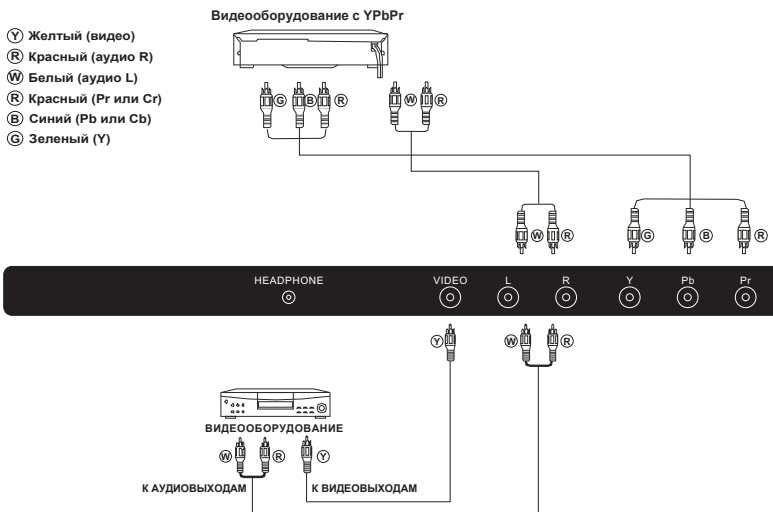 Видеооборудование с YPbPr
Y Желтый (видео)
R Красный (аудио R)
W Белый (аудио L)
R Красный (Pr или Cr)
B Синий (Pb или Cb)
G Зеленый (Y)
G B R W R
W R G B R
HEADPHONE VIDEO L R Y Pb Pr
Y W R
ВИДЕООБОРУДОВАНИЕ
W R Y
К АУДИОВЫХОДАМ К ВИДЕОВЫХОДАМ